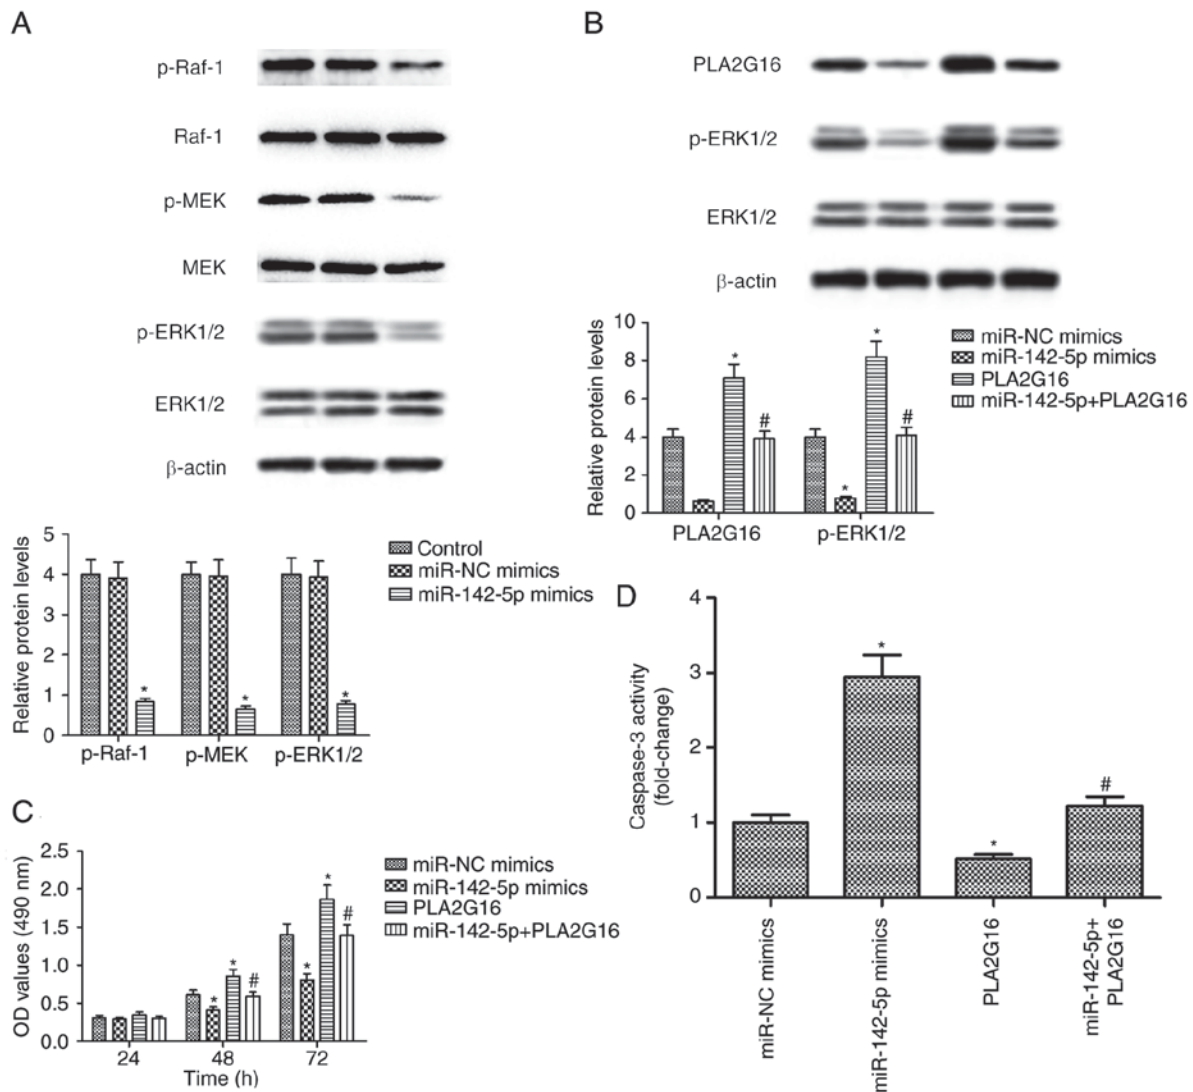 A
p-Raf-1
Raf-1
p-MEK
MEK
p-ERK1/2
ERK1/2
β-actin
Relative protein levels
5
4
3
2
1
0
* * *
p-Raf-1 p-MEK p-ERK1/2
Control
miR-NC mimics
miR-142-5p mimics
B
PLA2G16
p-ERK1/2
ERK1/2
β-actin
Relative protein levels
10
8
6
4
2
0
* # * * #
PLA2G16 p-ERK1/2
miR-NC mimics
miR-142-5p mimics
PLA2G16
miR-142-5p+PLA2G16
C
OD values (490 nm)
2.5
2.0
1.5
1.0
0.5
0.0
* * # * * #
24 48 72
Time (h)
miR-NC mimics
miR-142-5p mimics
PLA2G16
miR-142-5p+PLA2G16
D
Caspase-3 activity
(fold-change)
4
3
2
1
0
* * #
miR-NC mimics
miR-142-5p mimics
PLA2G16
miR-142-5p+
PLA2G16